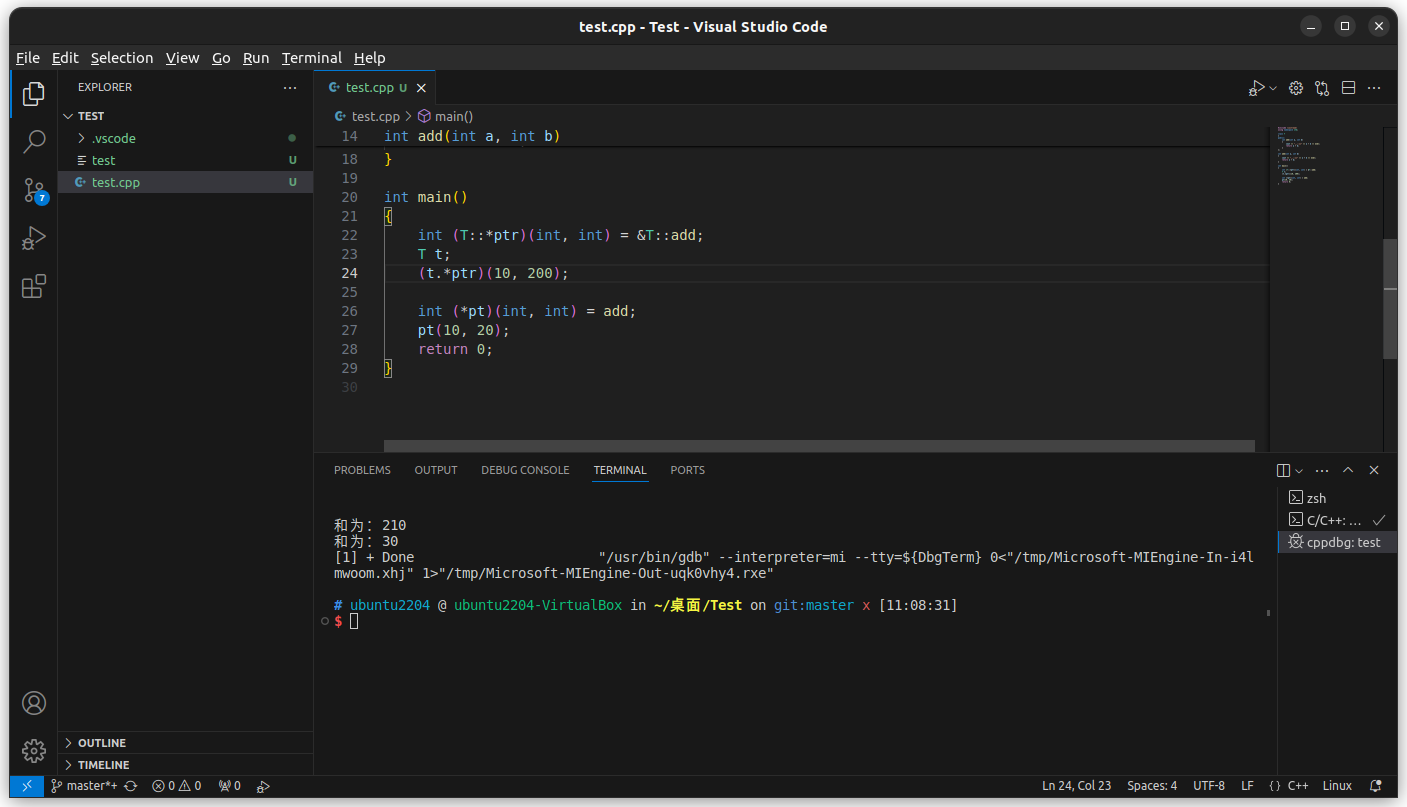 test.cpp - Test - Visual Studio Code
File Edit Selection View Go Run Terminal Help
EXPLORER
TEST
.vscode
test U
test.cpp U
7
OUTLINE
TIMELINE
test.cpp U
test.cpp > main()
14 int add(int a, int b)
18 }
19
20 int main()
21 {
22 int (T::*ptr)(int, int) = &T::add;
23 T t;
24 (t.*ptr)(10, 200);
25
26 int (*pt)(int, int) = add;
27 pt(10, 20);
28 return 0;
29 }
30
PROBLEMS OUTPUT DEBUG CONSOLE TERMINAL PORTS
和为：210
和为：30
[1] + Done "/usr/bin/gdb" --interpreter=mi --tty=${DbgTerm} 0<"/tmp/Microsoft-MIEngine-In-i4l
mwoom.xhj" 1>"/tmp/Microsoft-MIEngine-Out-uqk0vhy4.rxe"
# ubuntu2204 @ ubuntu2204-VirtualBox in ~/桌面/Test on git:master x [11:08:31]
$
zsh
C/C++: ...
cppdbg: test
master*+ 0 0 0 Ln 24, Col 23 Spaces: 4 UTF-8 LF {} C++ Linux